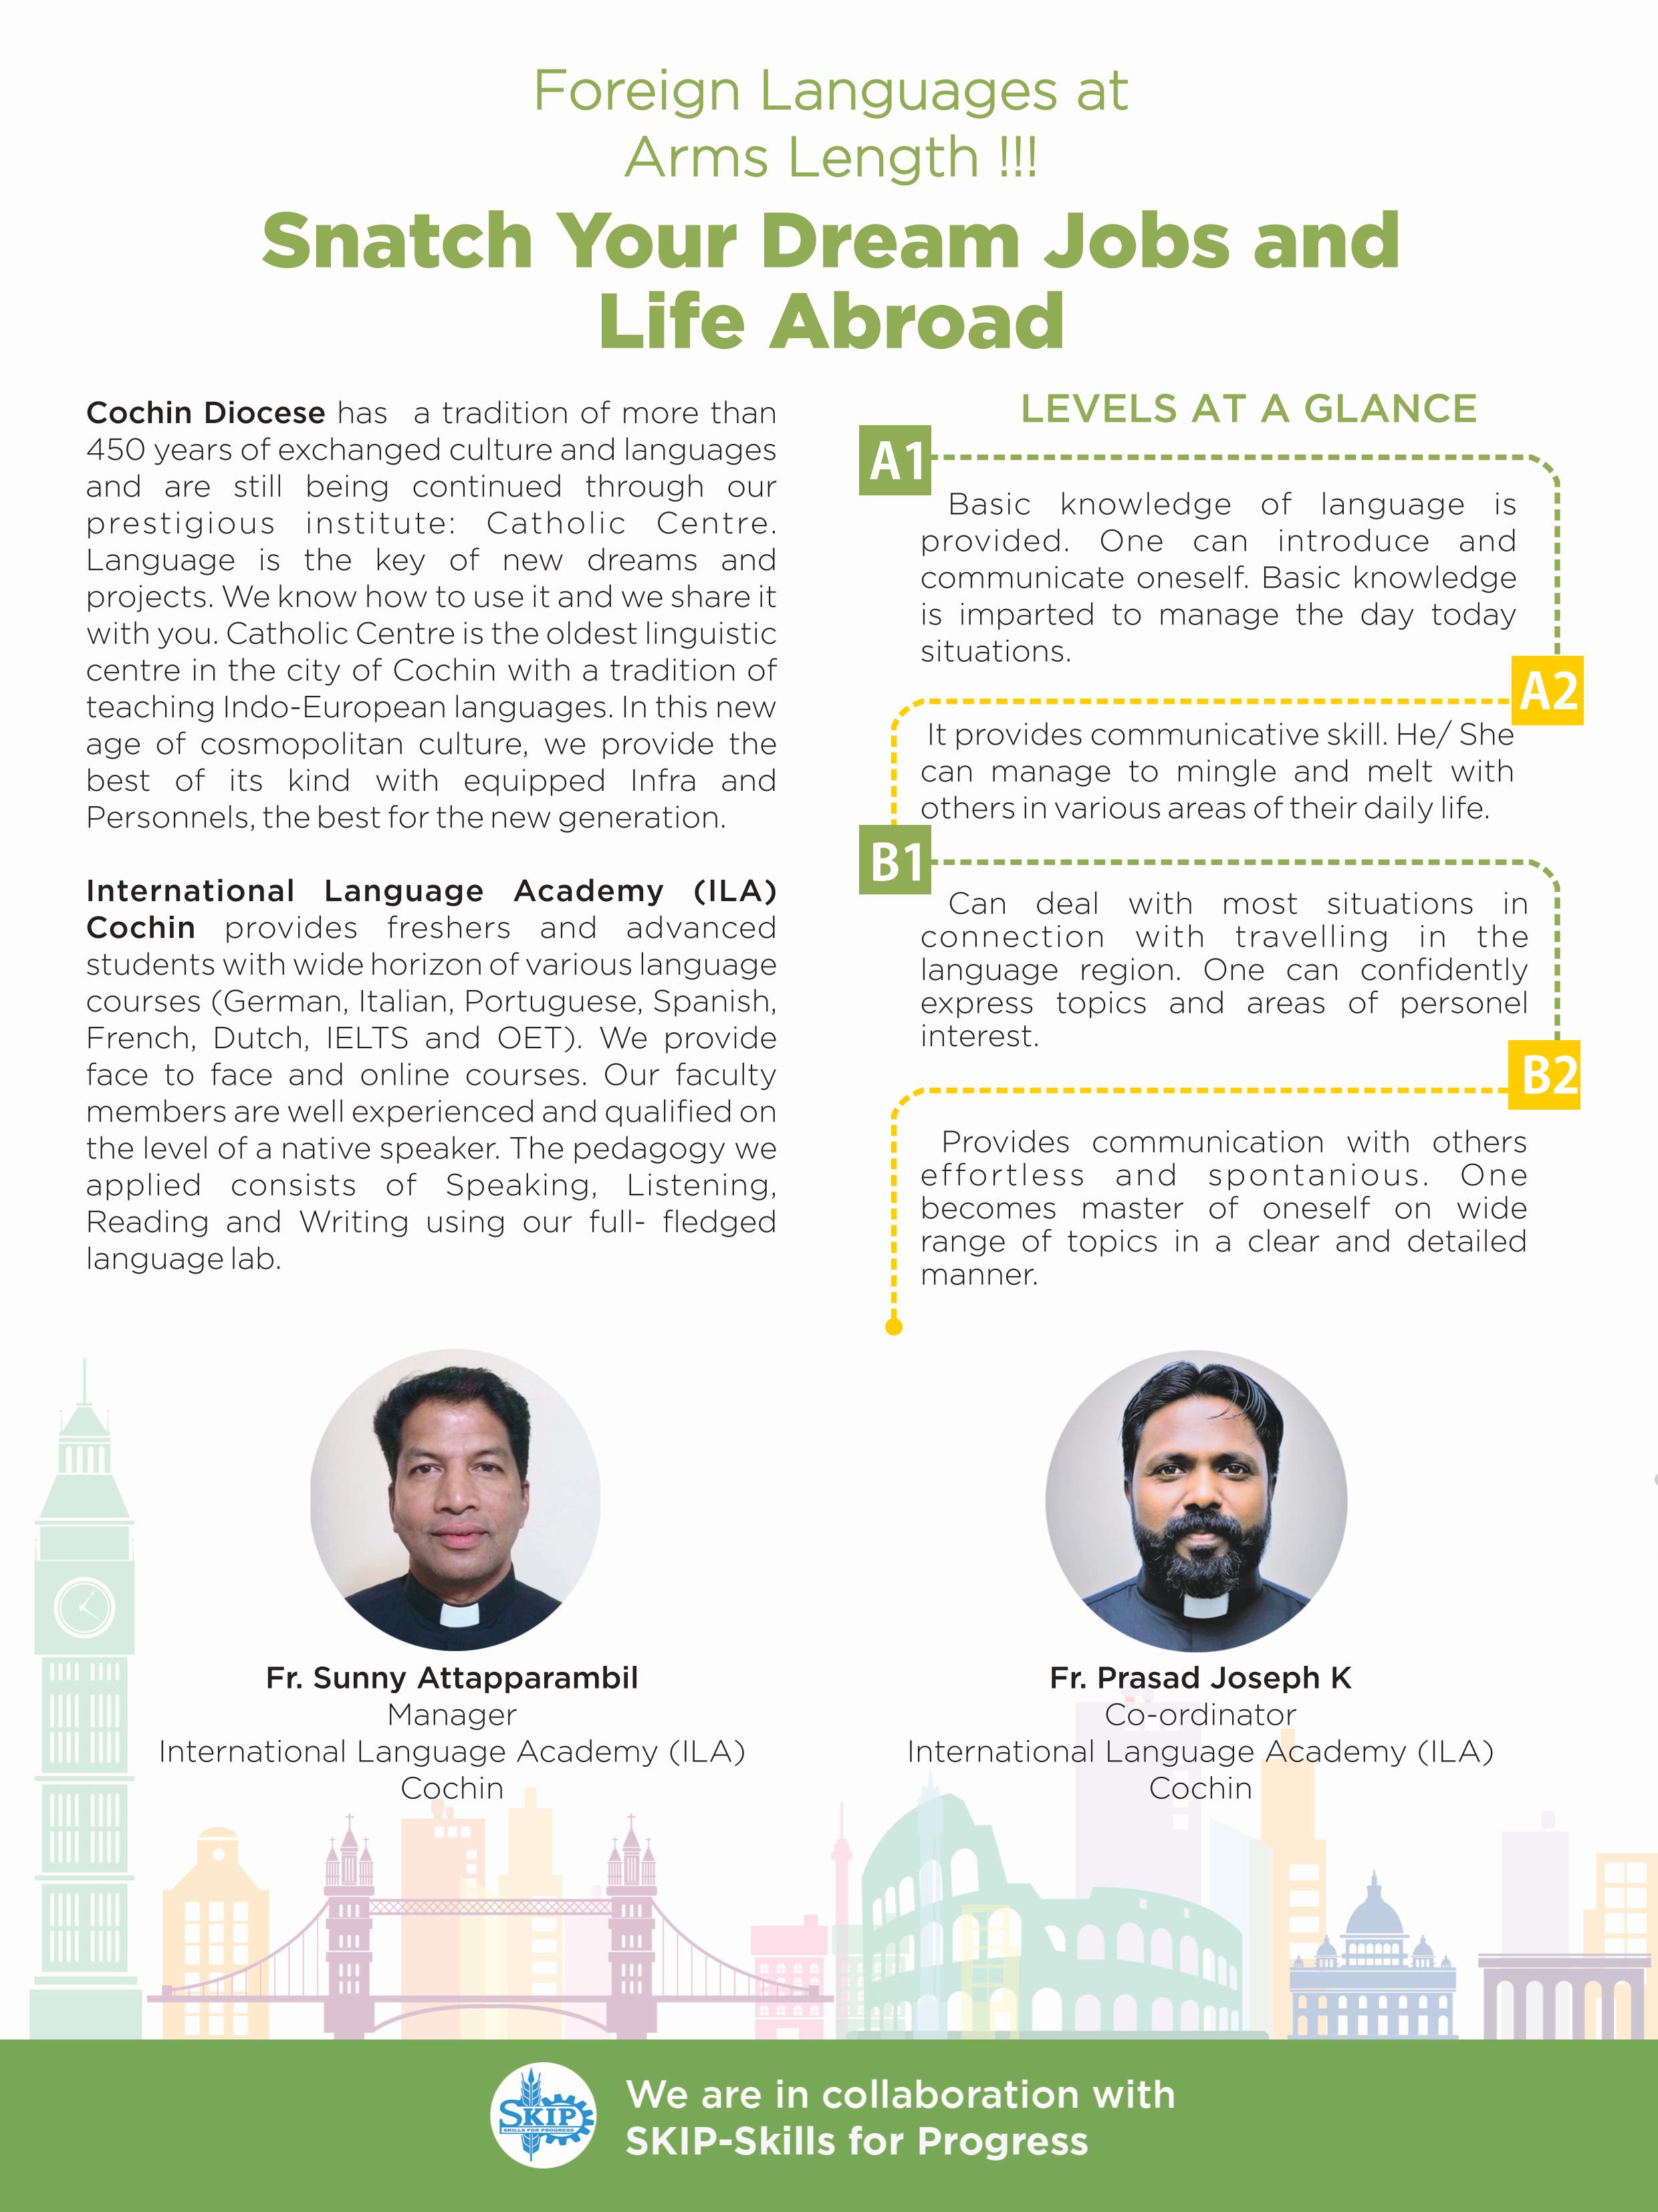 Foreign Languages at
Arms Length !!!
Snatch Your Dream Jobs and
Life Abroad
Cochin Diocese has a tradition of more than
450 years of exchanged culture and languages
and are still being continued through our
prestigious institute: Catholic Centre.
Language is the key of new dreams and
projects. We know how to use it and we share it
with you. Catholic Centre is the oldest linguistic
centre in the city of Cochin with a tradition of
teaching Indo-European languages. In this new
age of cosmopolitan culture, we provide the
best of its kind with equipped Infra and
Personnels, the best for the new generation.
International Language Academy (ILA)
Cochin provides freshers and advanced
students with wide horizon of various language
courses (German, Italian, Portuguese, Spanish,
French, Dutch, IELTS and OET). We provide
face to face and online courses. Our faculty
members are well experienced and qualified on
the level of a native speaker. The pedagogy we
applied consists of Speaking, Listening,
Reading and Writing using our full- fledged
language lab.
LEVELS AT A GLANCE
A1
Basic knowledge of language is
provided. One can introduce and
communicate oneself. Basic knowledge
is imparted to manage the day today
situations.
A2
It provides communicative skill. He/ She
can manage to mingle and melt with
others in various areas of their daily life.
B1
Can deal with most situations in
connection with travelling in the
language region. One can confidently
express topics and areas of personel
interest.
B2
Provides communication with others
effortless and spontanious. One
becomes master of oneself on wide
range of topics in a clear and detailed
manner.
Fr. Sunny Attapparambil
Manager
International Language Academy (ILA)
Cochin
Fr. Prasad Joseph K
Co-ordinator
International Language Academy (ILA)
Cochin
SKIP
SKILLS FOR PROGRESS
We are in collaboration with
SKIP-Skills for Progress